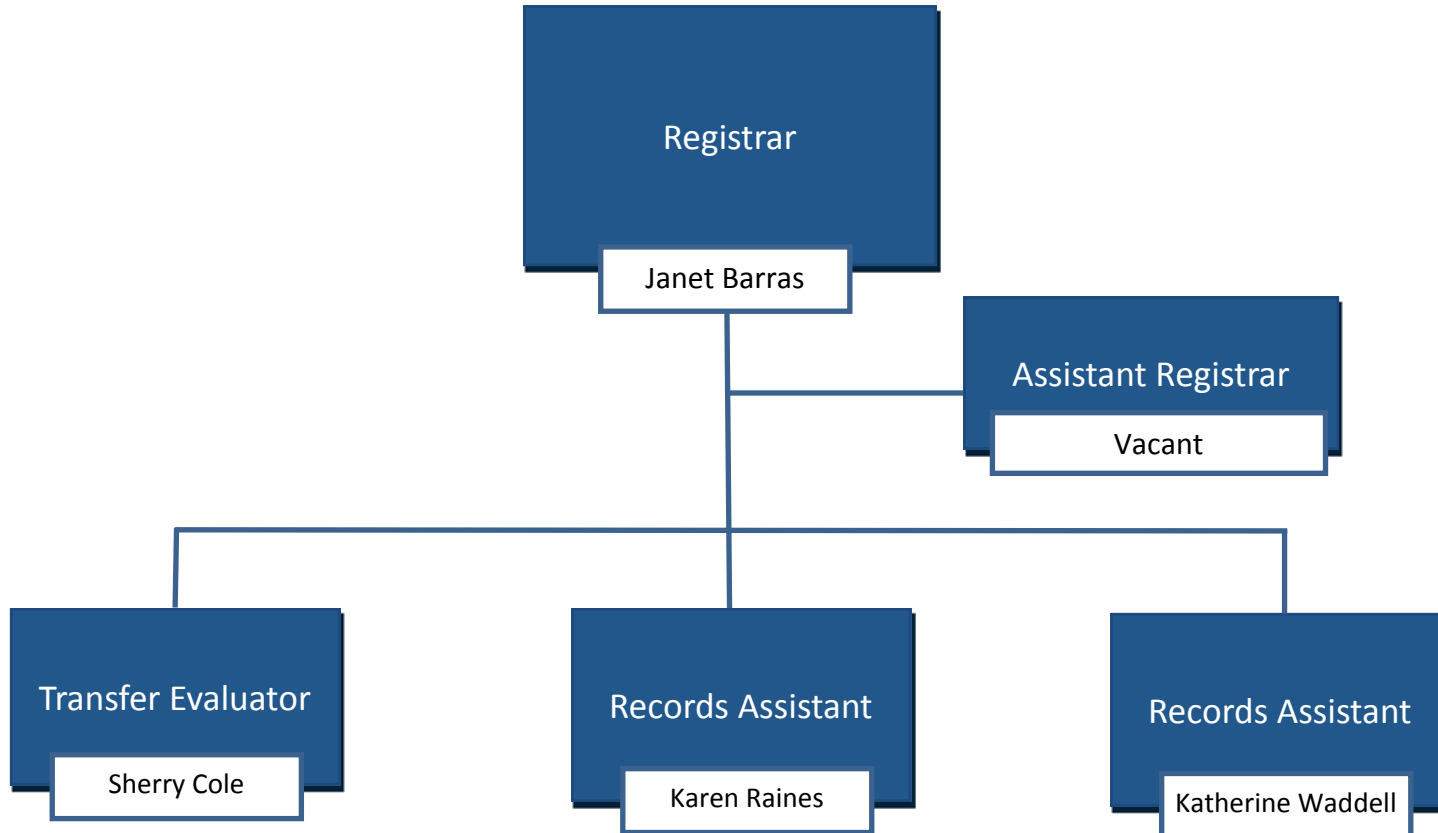 Registrar
Janet Barras
Assistant Registrar
Vacant
Transfer Evaluator
Sherry Cole
Records Assistant
Karen Raines
Records Assistant
Katherine Waddell